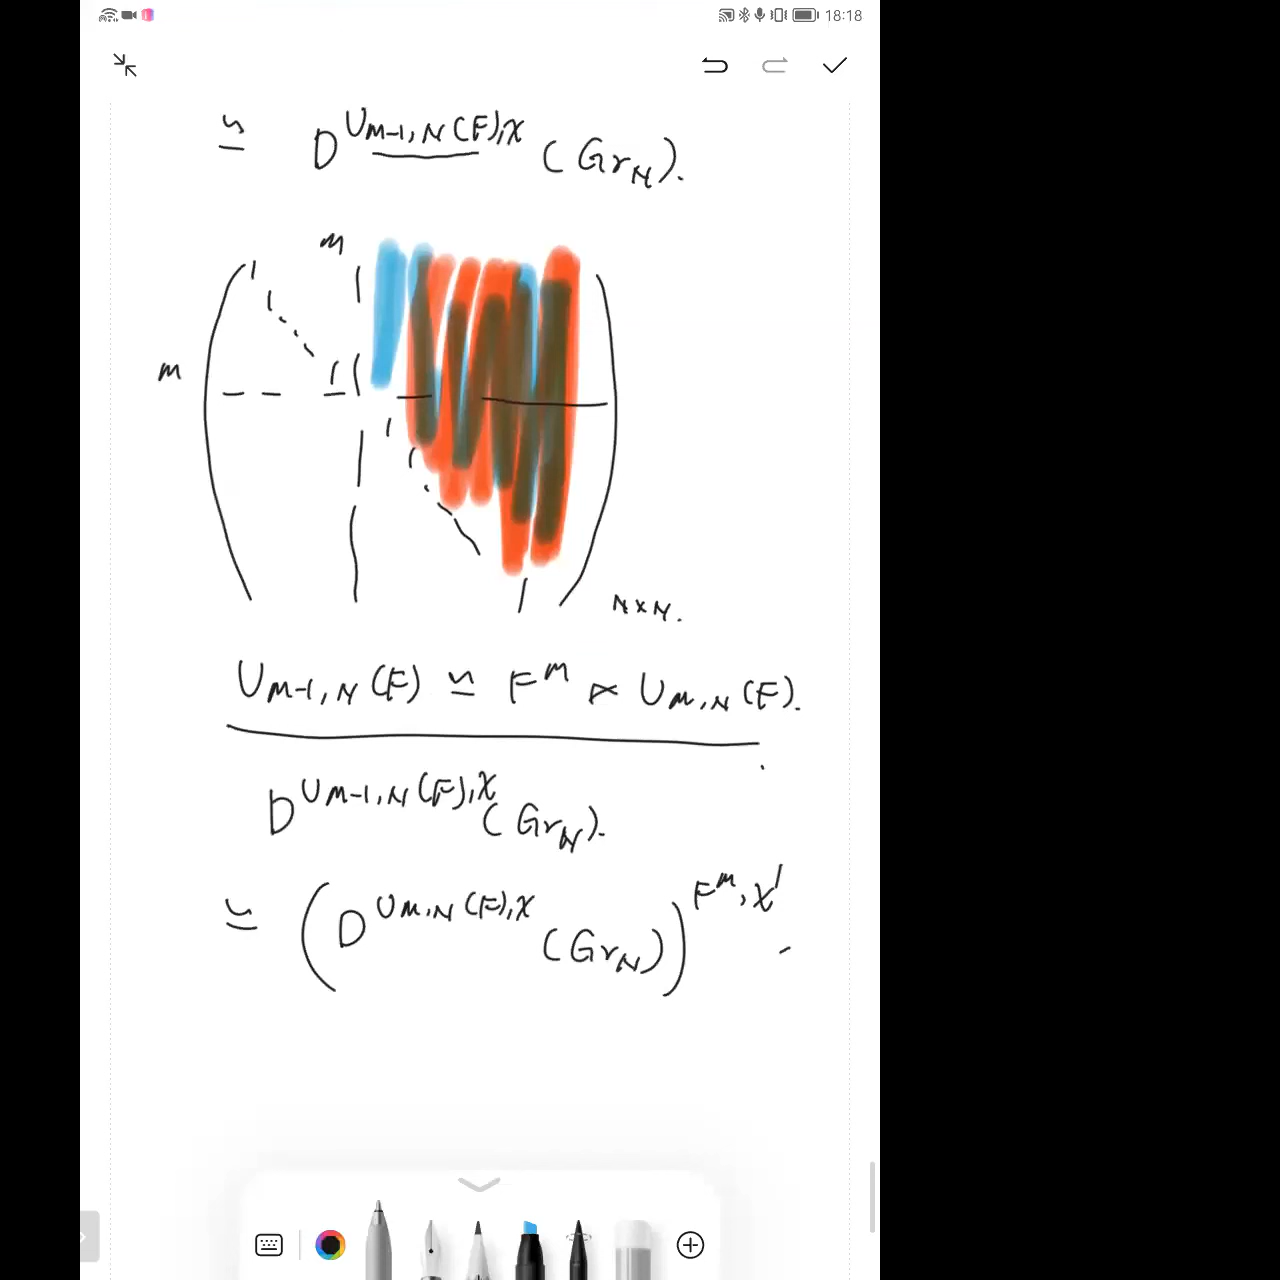 18:18
≃ D^{U_{M-1,N}(F),χ} (Gr_N).
M
M
N×N.
U_{M-1,N}(F) ≃ F^M ⋉ U_{M,N}(F).
D^{U_{M-1,N}(F),χ} (Gr_N).
≃ (D^{U_{M,N}(F),χ} (Gr_N))^{F^M,χ'}